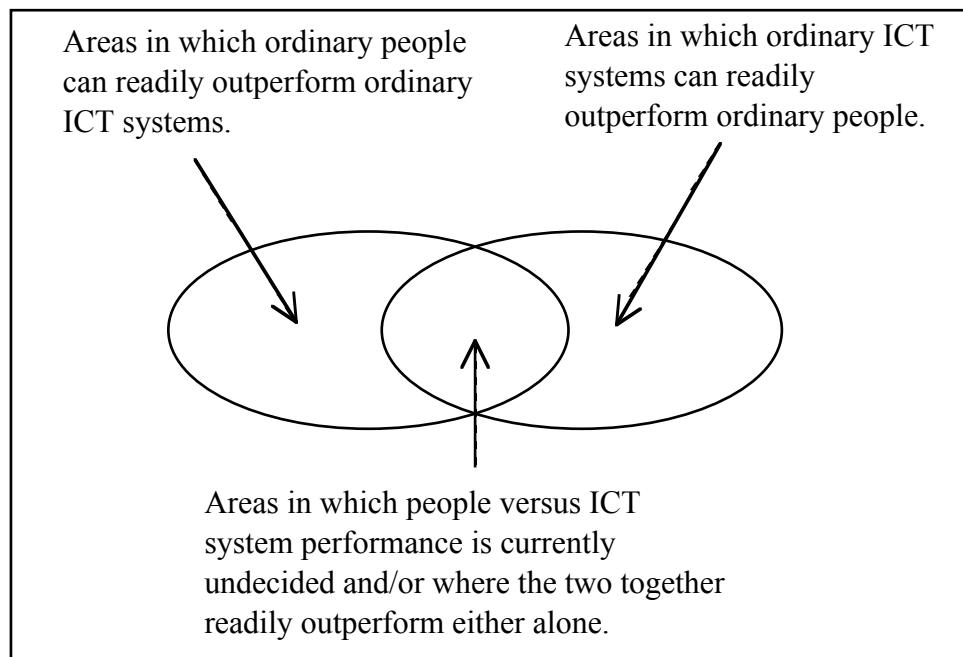 Areas in which ordinary people
can readily outperform ordinary
ICT systems.
Areas in which ordinary ICT
systems can readily
outperform ordinary people.
Areas in which people versus ICT
system performance is currently
undecided and/or where the two together
readily outperform either alone.